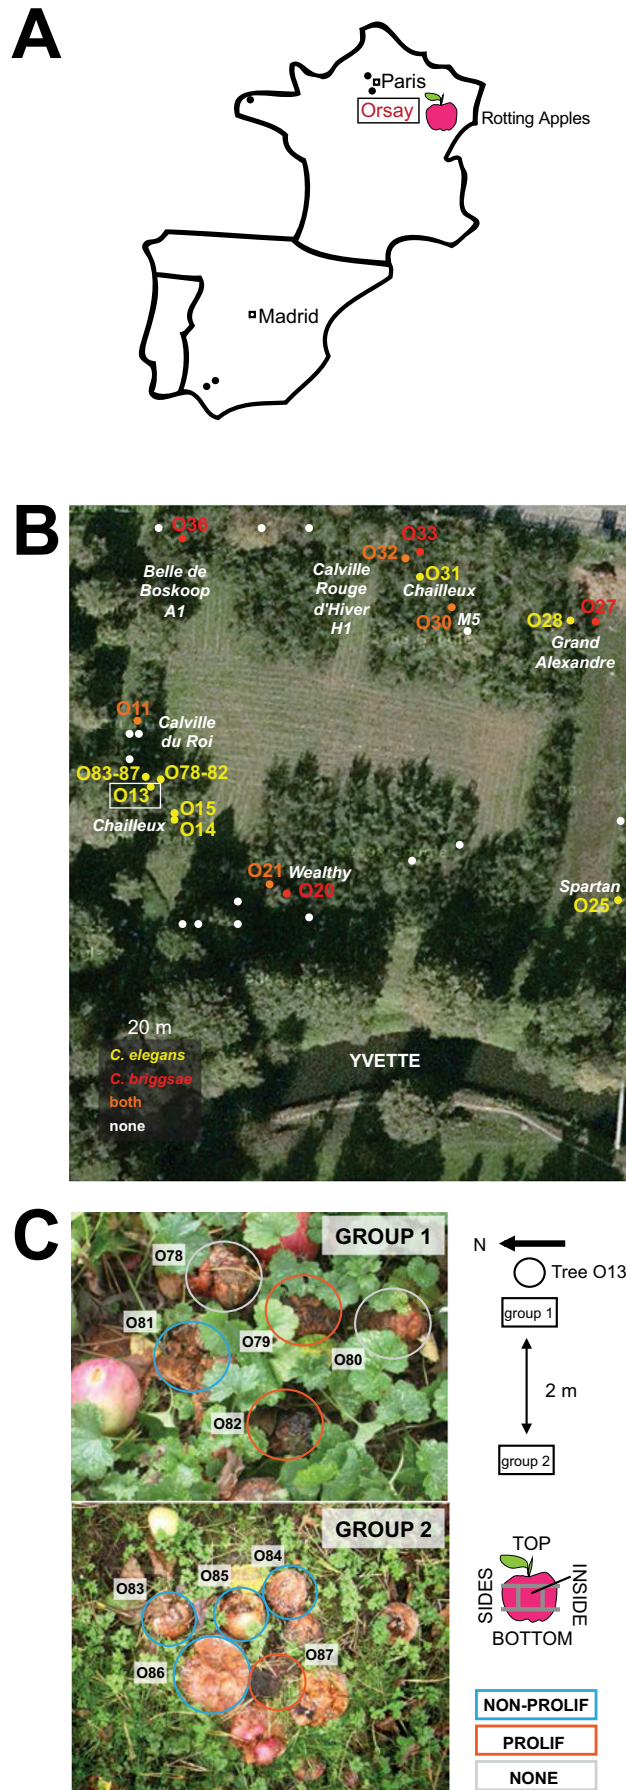 A
Paris
Orsay
Rotting Apples
Madrid
B
O36
O33
O32
Belle de
Boskoop
A1
Calville
Rouge
d'Hiver
H1
O31
Chailleux
O30
M5
O28
O27
Grand
Alexandre
O11
Calville
du Roi
O83-87
O78-82
O13
O15
Chailleux
O14
O21
Wealthy
O20
Spartan
O25
20 m
C. elegans
C. briggsae
both
none
YVETTE
C
GROUP 1
O78
O81
O79
O80
O82
GROUP 2
O84
O85
O83
O87
O86
N
Tree O13
group 1
2 m
group 2
TOP
SIDES
INSIDE
BOTTOM
NON-PROLIF
PROLIF
NONE